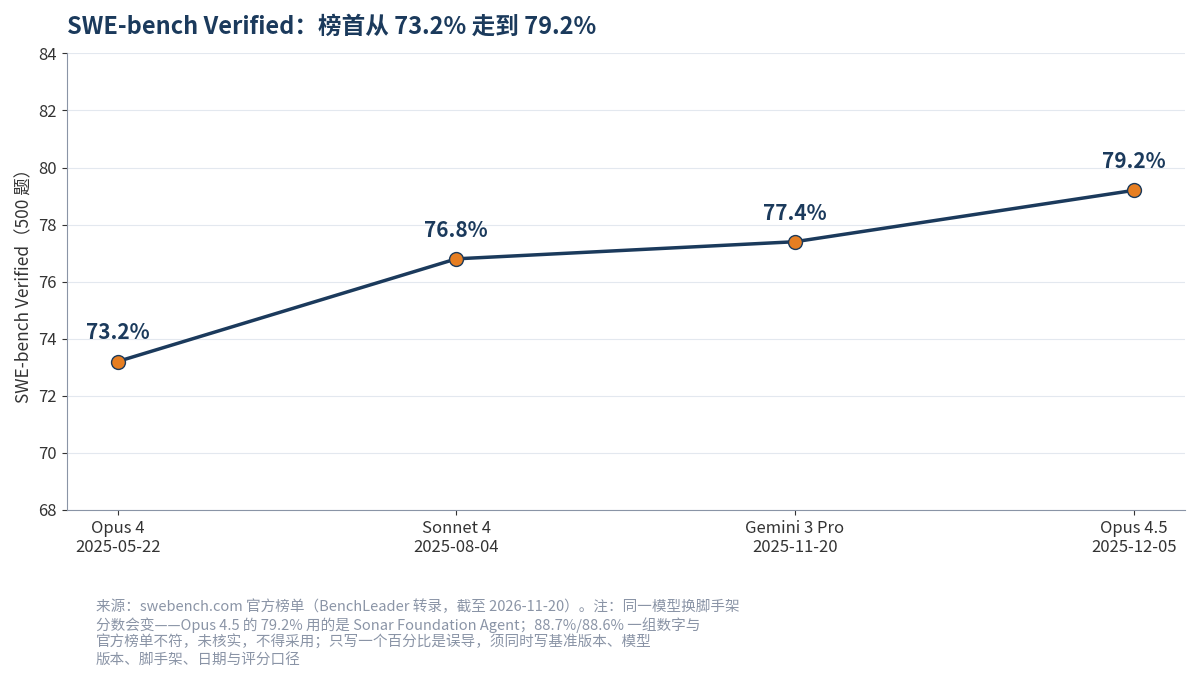 SWE-bench Verified：榜首从 73.2% 走到 79.2%
SWE-bench Verified（500 题）
84
82
80
78
76
74
72
70
68
73.2%
76.8%
77.4%
79.2%
Opus 4
2025-05-22
Sonnet 4
2025-08-04
Gemini 3 Pro
2025-11-20
Opus 4.5
2025-12-05
来源：swebench.com 官方榜单（BenchLeader 转录，截至 2026-11-20）。注：同一模型换脚手架
分数会变——Opus 4.5 的 79.2% 用的是 Sonar Foundation Agent；88.7%/88.6% 一组数字与
官方榜单不符，未核实，不得采用；只写一个百分比是误导，须同时写基准版本、模型
版本、脚手架、日期与评分口径